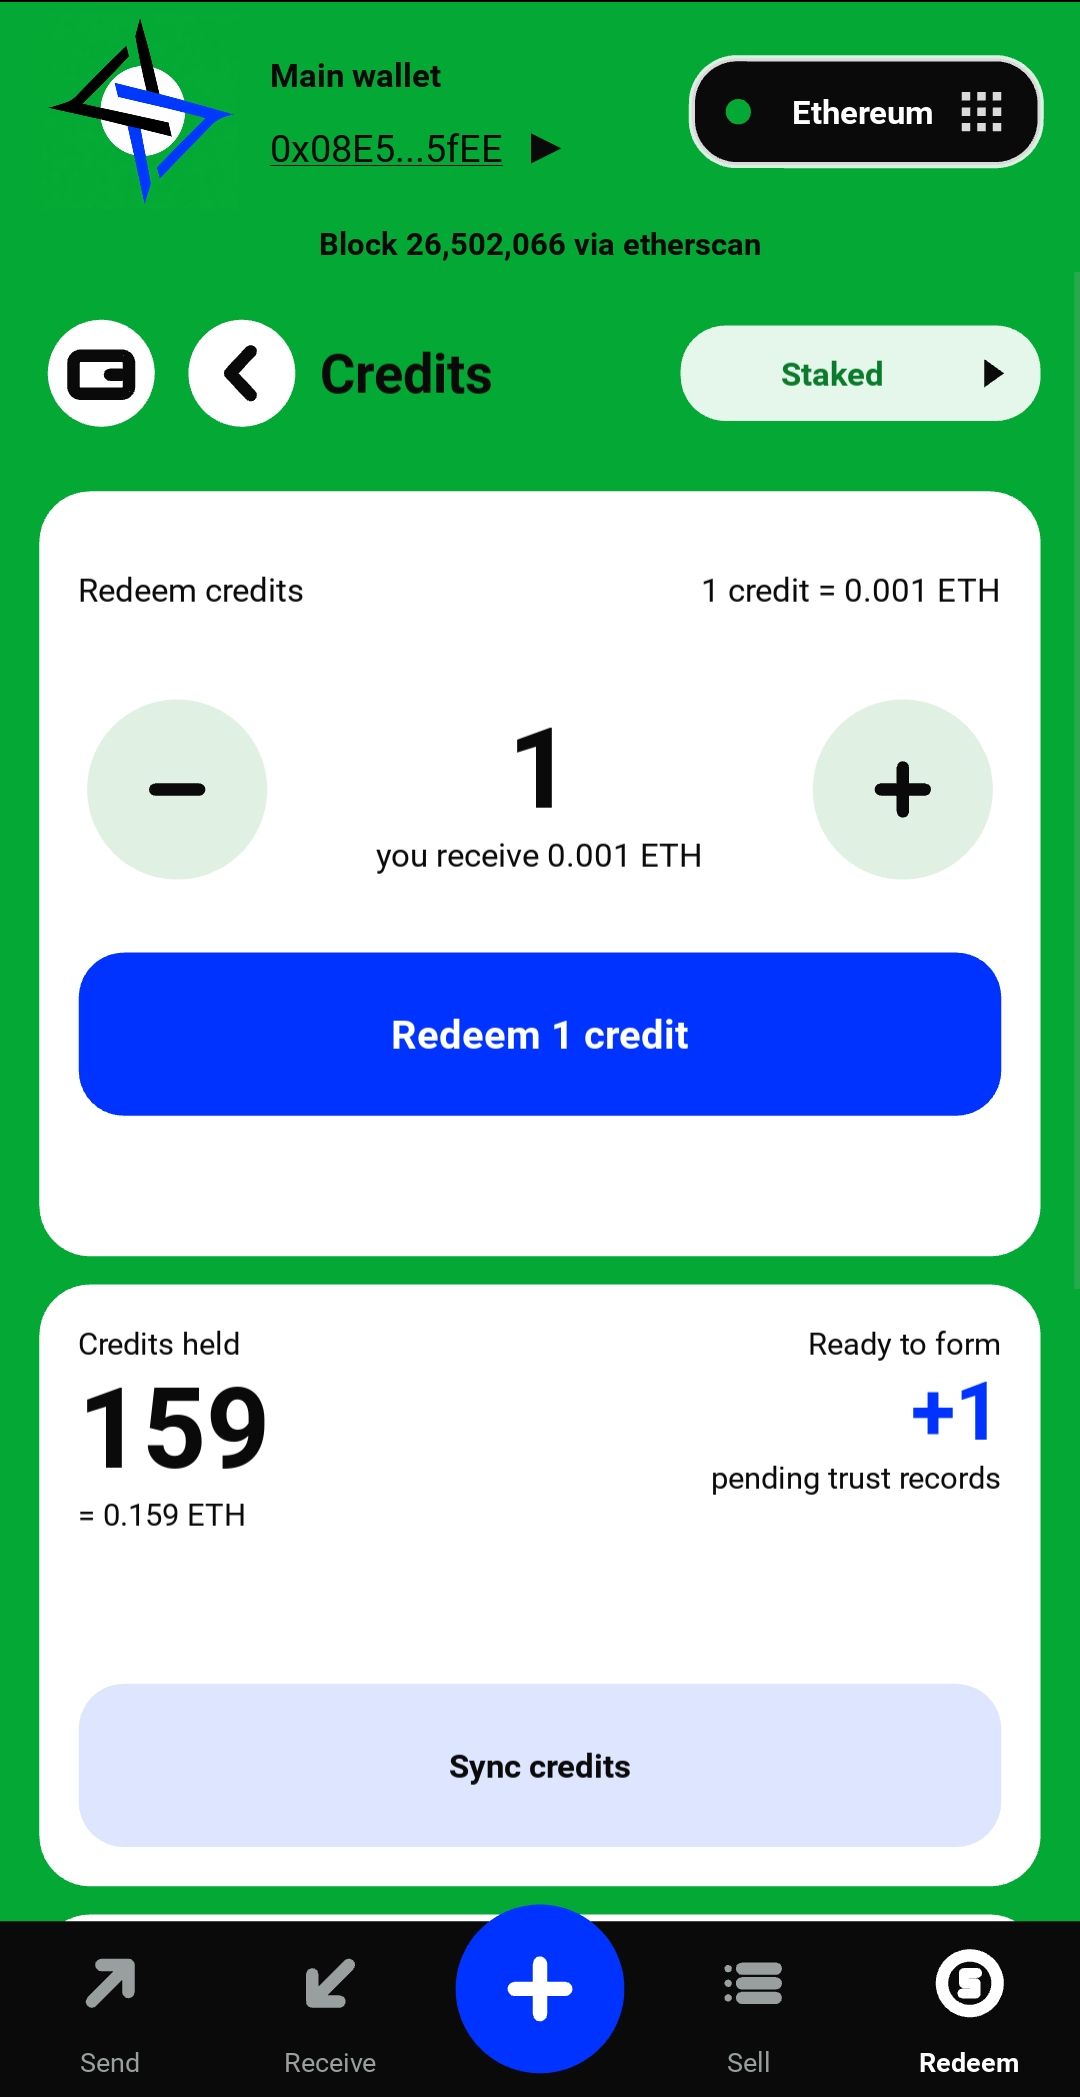 Main wallet
0x08E5...5fEE
Ethereum
Block 26,502,066 via etherscan
Credits
Staked
Redeem credits
1 credit = 0.001 ETH
1
you receive 0.001 ETH
Redeem 1 credit
Credits held
Ready to form
159
+1
pending trust records
= 0.159 ETH
Sync credits
Send
Receive
Sell
Redeem